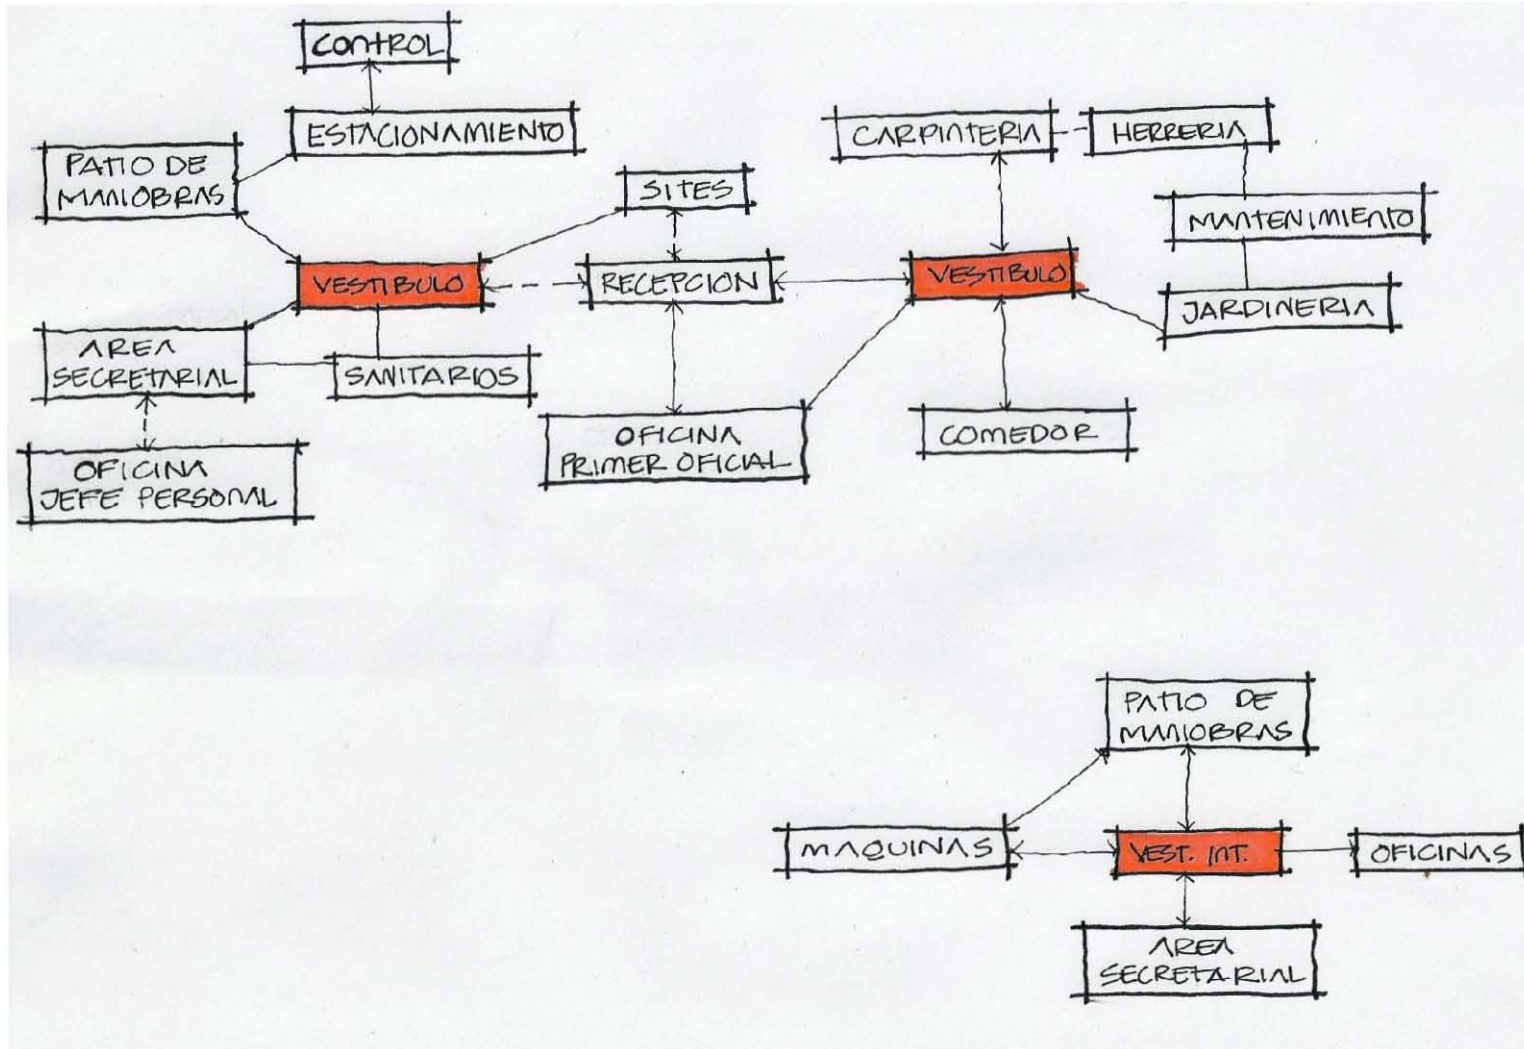 CONTROL
ESTACIONAMIENTO
PATIO DE
MANIOBRAS
SITES
CARPINTERIA
HERRERIA
MANTENIMIENTO
VESTIBULO
RECEPCION
VESTIBULO
JARDINERIA
AREA
SECRETARIAL
SANITARIOS
OFICINA
PRIMER OFICIAL
COMEDOR
OFICINA
JEFE PERSONAL
PATIO DE
MANIOBRAS
MAQUINAS
VEST. INT.
OFICINAS
AREA
SECRETARIAL